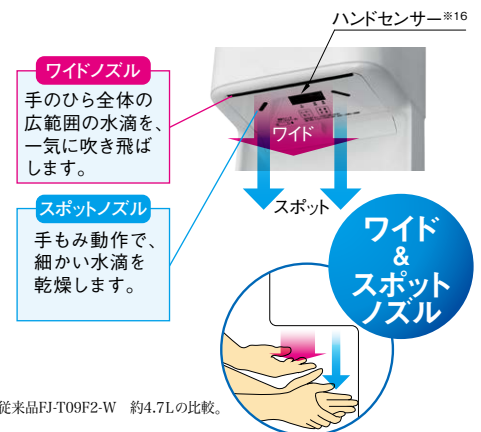 ハンドセンサー※16
ワイドノズル
手のひら全体の
広範囲の水滴を、
一気に吹き飛ば
します。
ワイド
スポット
スポットノズル
手もみ動作で、
細かい水滴を
乾燥します。
ワイド
&
スポット
ノズル
従来品FJ-T09F2-W 約4.7Lの比較。